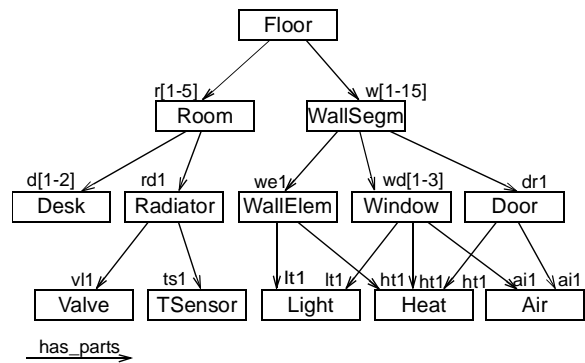 Floor
r[1-5] w[1-15]
Room WallSegm
d[1-2] rd1 we1 wd[1-3] dr1
Desk Radiator WallElem Window Door
vl1 ts1 lt1 lt1 ht1 ht1 ht1 ai1 ai1
Valve TSensor Light Heat Air
has_parts